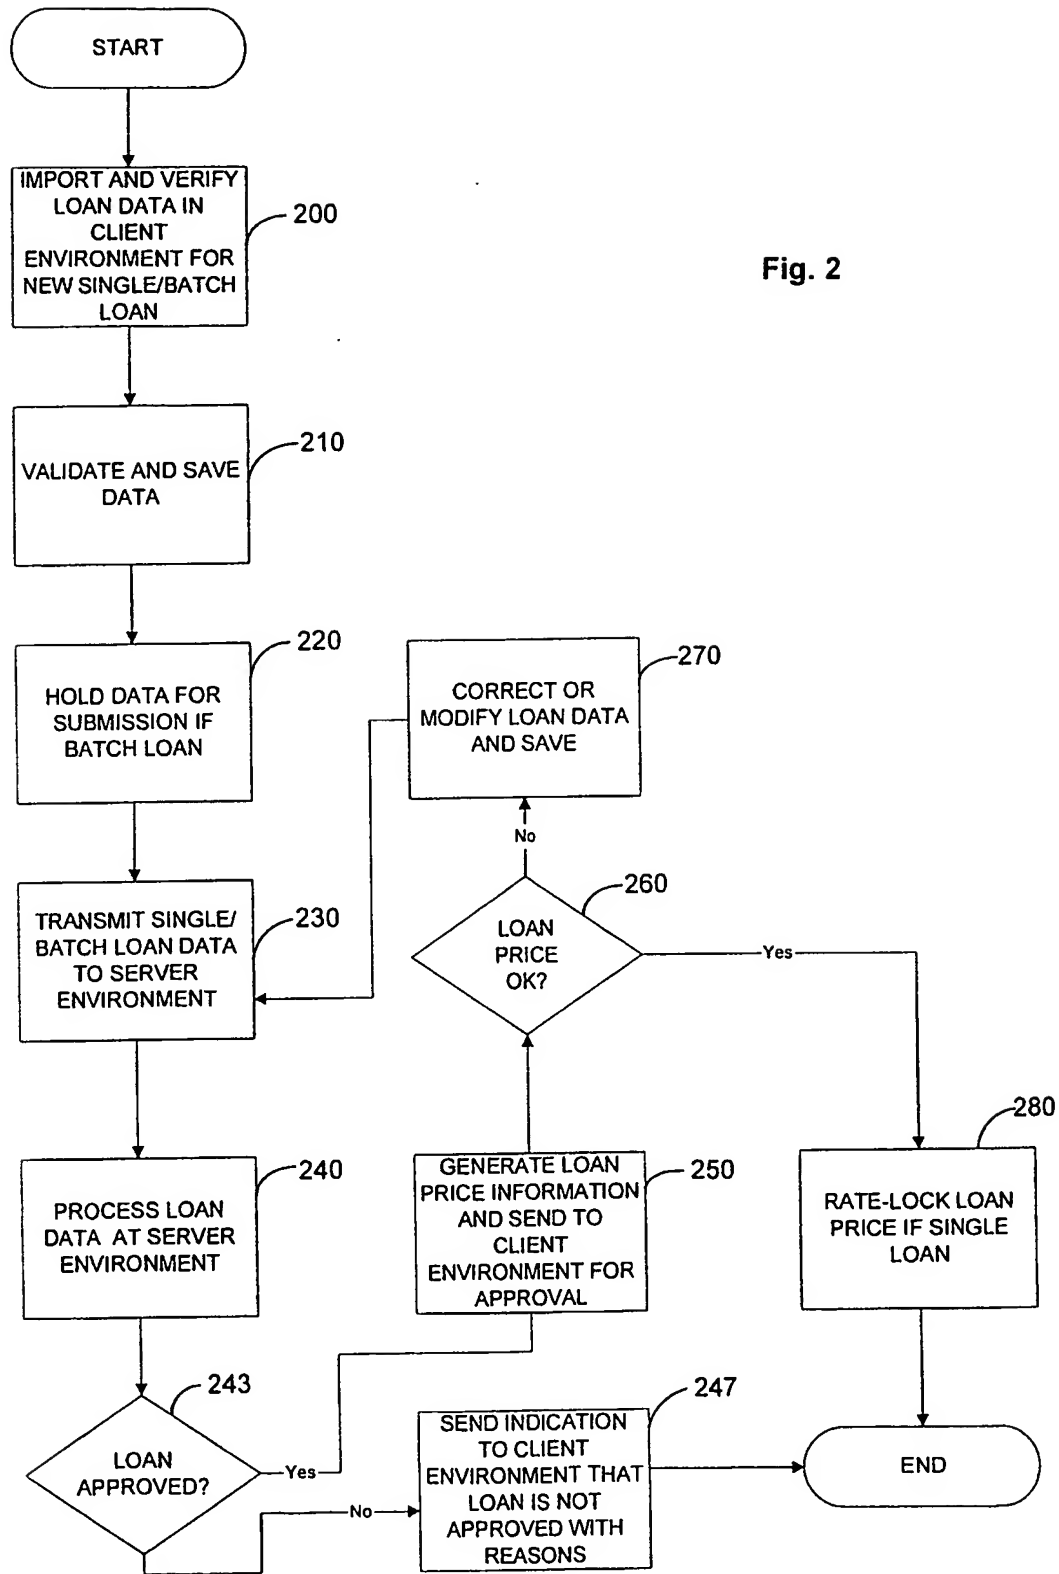 START
IMPORT AND VERIFY
LOAN DATA IN
CLIENT
ENVIRONMENT FOR
NEW SINGLE/BATCH
LOAN
200
Fig. 2
VALIDATE AND SAVE
DATA
210
HOLD DATA FOR
SUBMISSION IF
BATCH LOAN
220
CORRECT OR
MODIFY LOAN DATA
AND SAVE
270
No
TRANSMIT SINGLE/
BATCH LOAN DATA
TO SERVER
ENVIRONMENT
230
LOAN
PRICE
OK?
260
Yes
PROCESS LOAN
DATA AT SERVER
ENVIRONMENT
240
GENERATE LOAN
PRICE INFORMATION
AND SEND TO
CLIENT
ENVIRONMENT FOR
APPROVAL
250
RATE-LOCK LOAN
PRICE IF SINGLE
LOAN
280
LOAN
APPROVED?
243
Yes
No
SEND INDICATION
TO CLIENT
ENVIRONMENT THAT
LOAN IS NOT
APPROVED WITH
REASONS
247
END